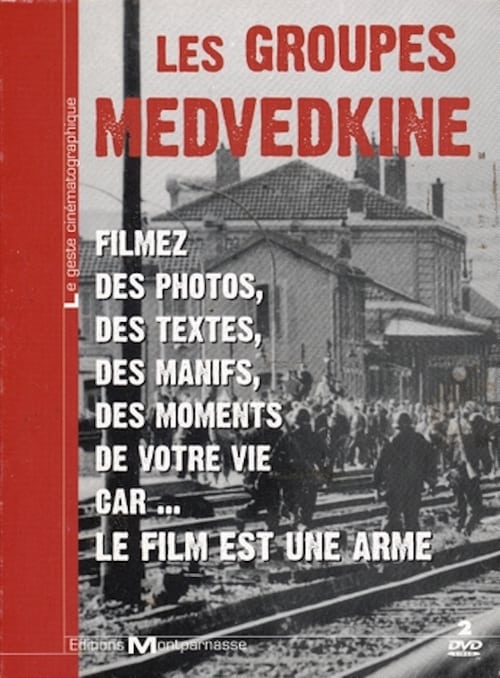 LES GROUPES
MEDVEDKINE
Le geste cinématographique
FILMEZ
DES PHOTOS,
DES TEXTES,
DES MANIFS,
DES MOMENTS
DE VOTRE VIE
CAR ...
LE FILM EST UNE ARME
Editions Montparnasse
2
DVD
VIDEO